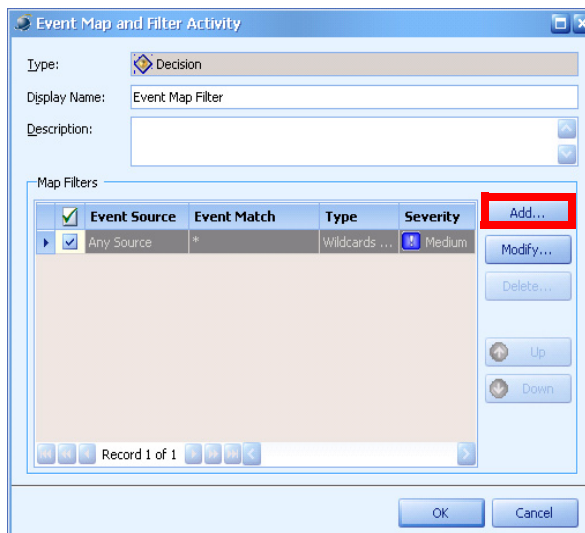 Event Map and Filter Activity
Type: Decision
Display Name: Event Map Filter
Description:
Map Filters
Event Source Event Match Type Severity
Any Source * Wildcards ... Medium
Add...
Modify...
Delete...
Up
Down
Record 1 of 1
OK Cancel